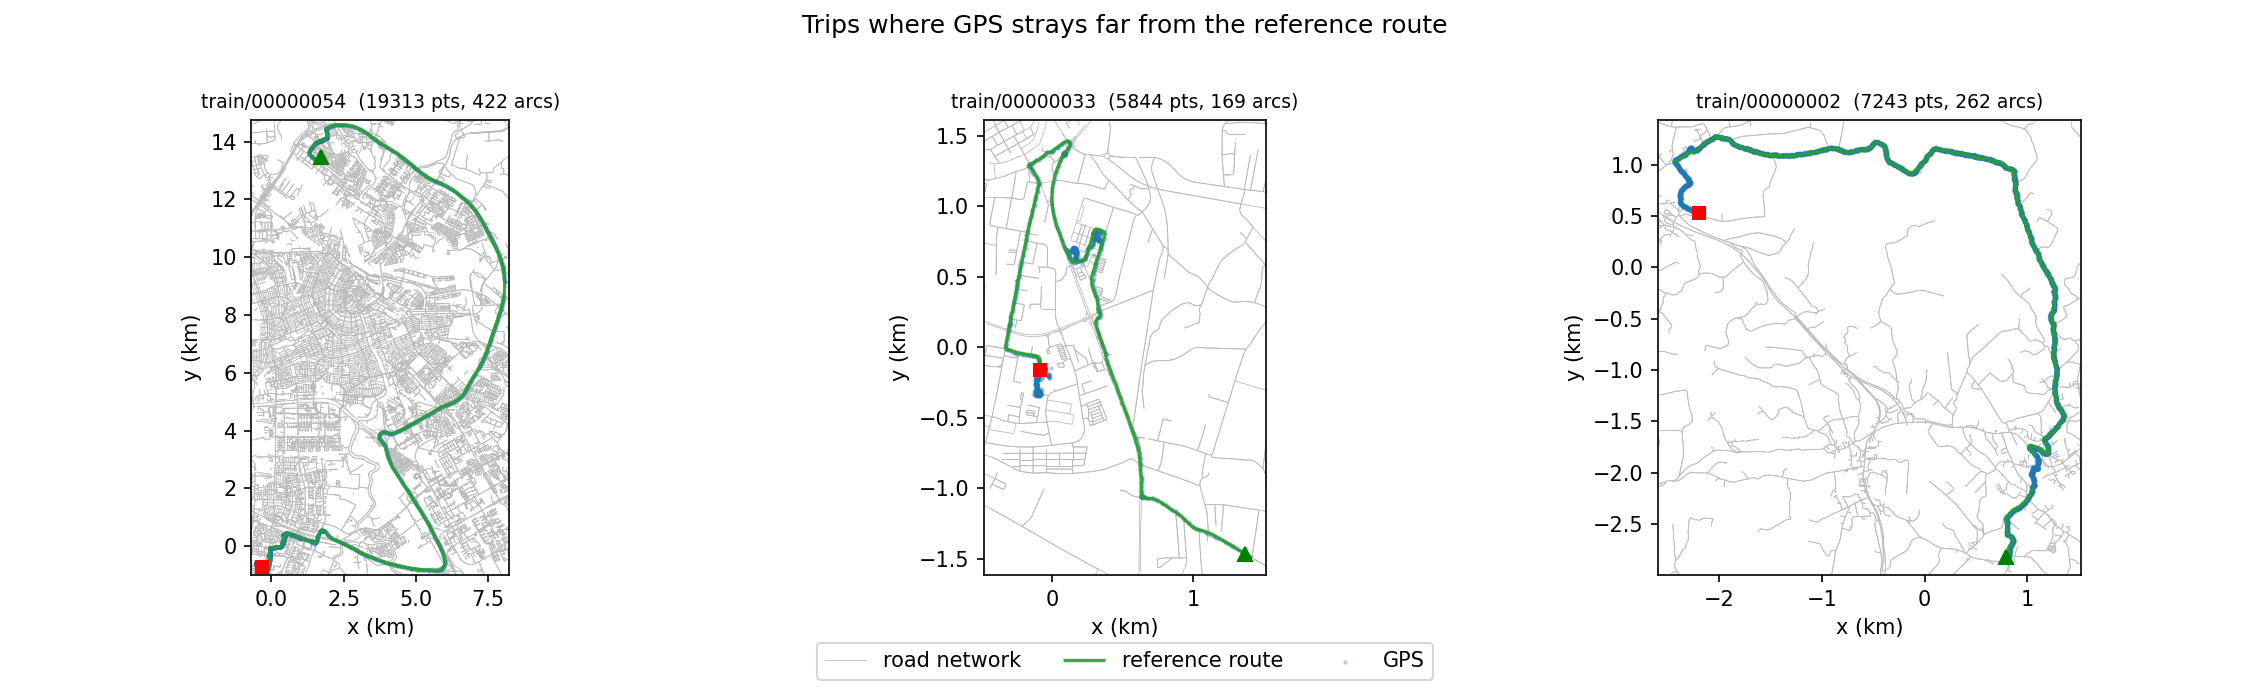 Trips where GPS strays far from the reference route
train/00000054 (19313 pts, 422 arcs)
14
12
10
8
6
4
2
0
y (km)
0.0 2.5 5.0 7.5
x (km)
train/00000033 (5844 pts, 169 arcs)
1.5
1.0
0.5
0.0
−0.5
−1.0
−1.5
y (km)
0 1
x (km)
train/00000002 (7243 pts, 262 arcs)
1.0
0.5
0.0
−0.5
−1.0
−1.5
−2.0
−2.5
y (km)
−2 −1 0 1
x (km)
road network reference route GPS